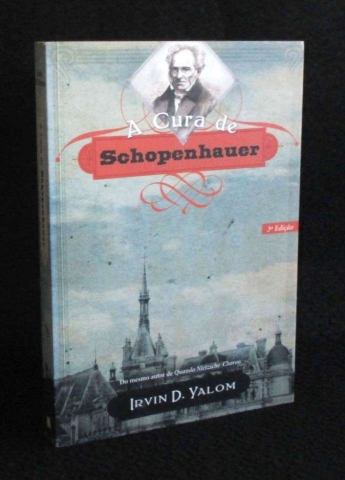 A Cura de
Schopenhauer
3ª Edição
Do mesmo autor de Quando Nietzsche Chorou
Irvin D. Yalom